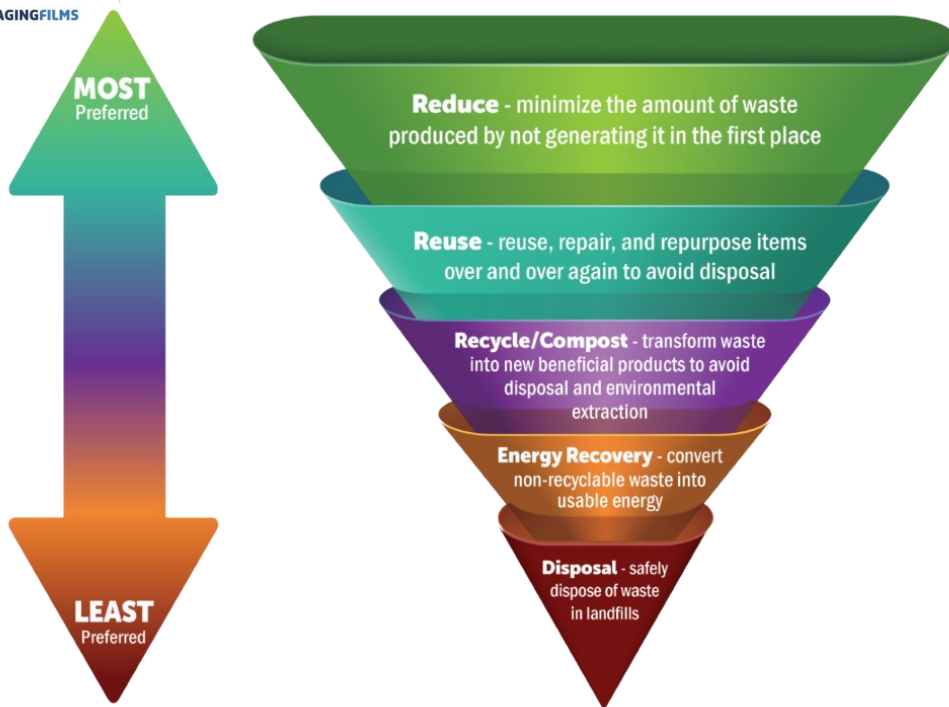 AGINGFILMS
MOST
Preferred
Reduce - minimize the amount of waste
produced by not generating it in the first place
Reuse - reuse, repair, and repurpose items
over and over again to avoid disposal
Recycle/Compost - transform waste
into new beneficial products to avoid
disposal and environmental
extraction
Energy Recovery - convert
non-recyclable waste into
usable energy
Disposal - safely
dispose of waste
in landfills
LEAST
Preferred